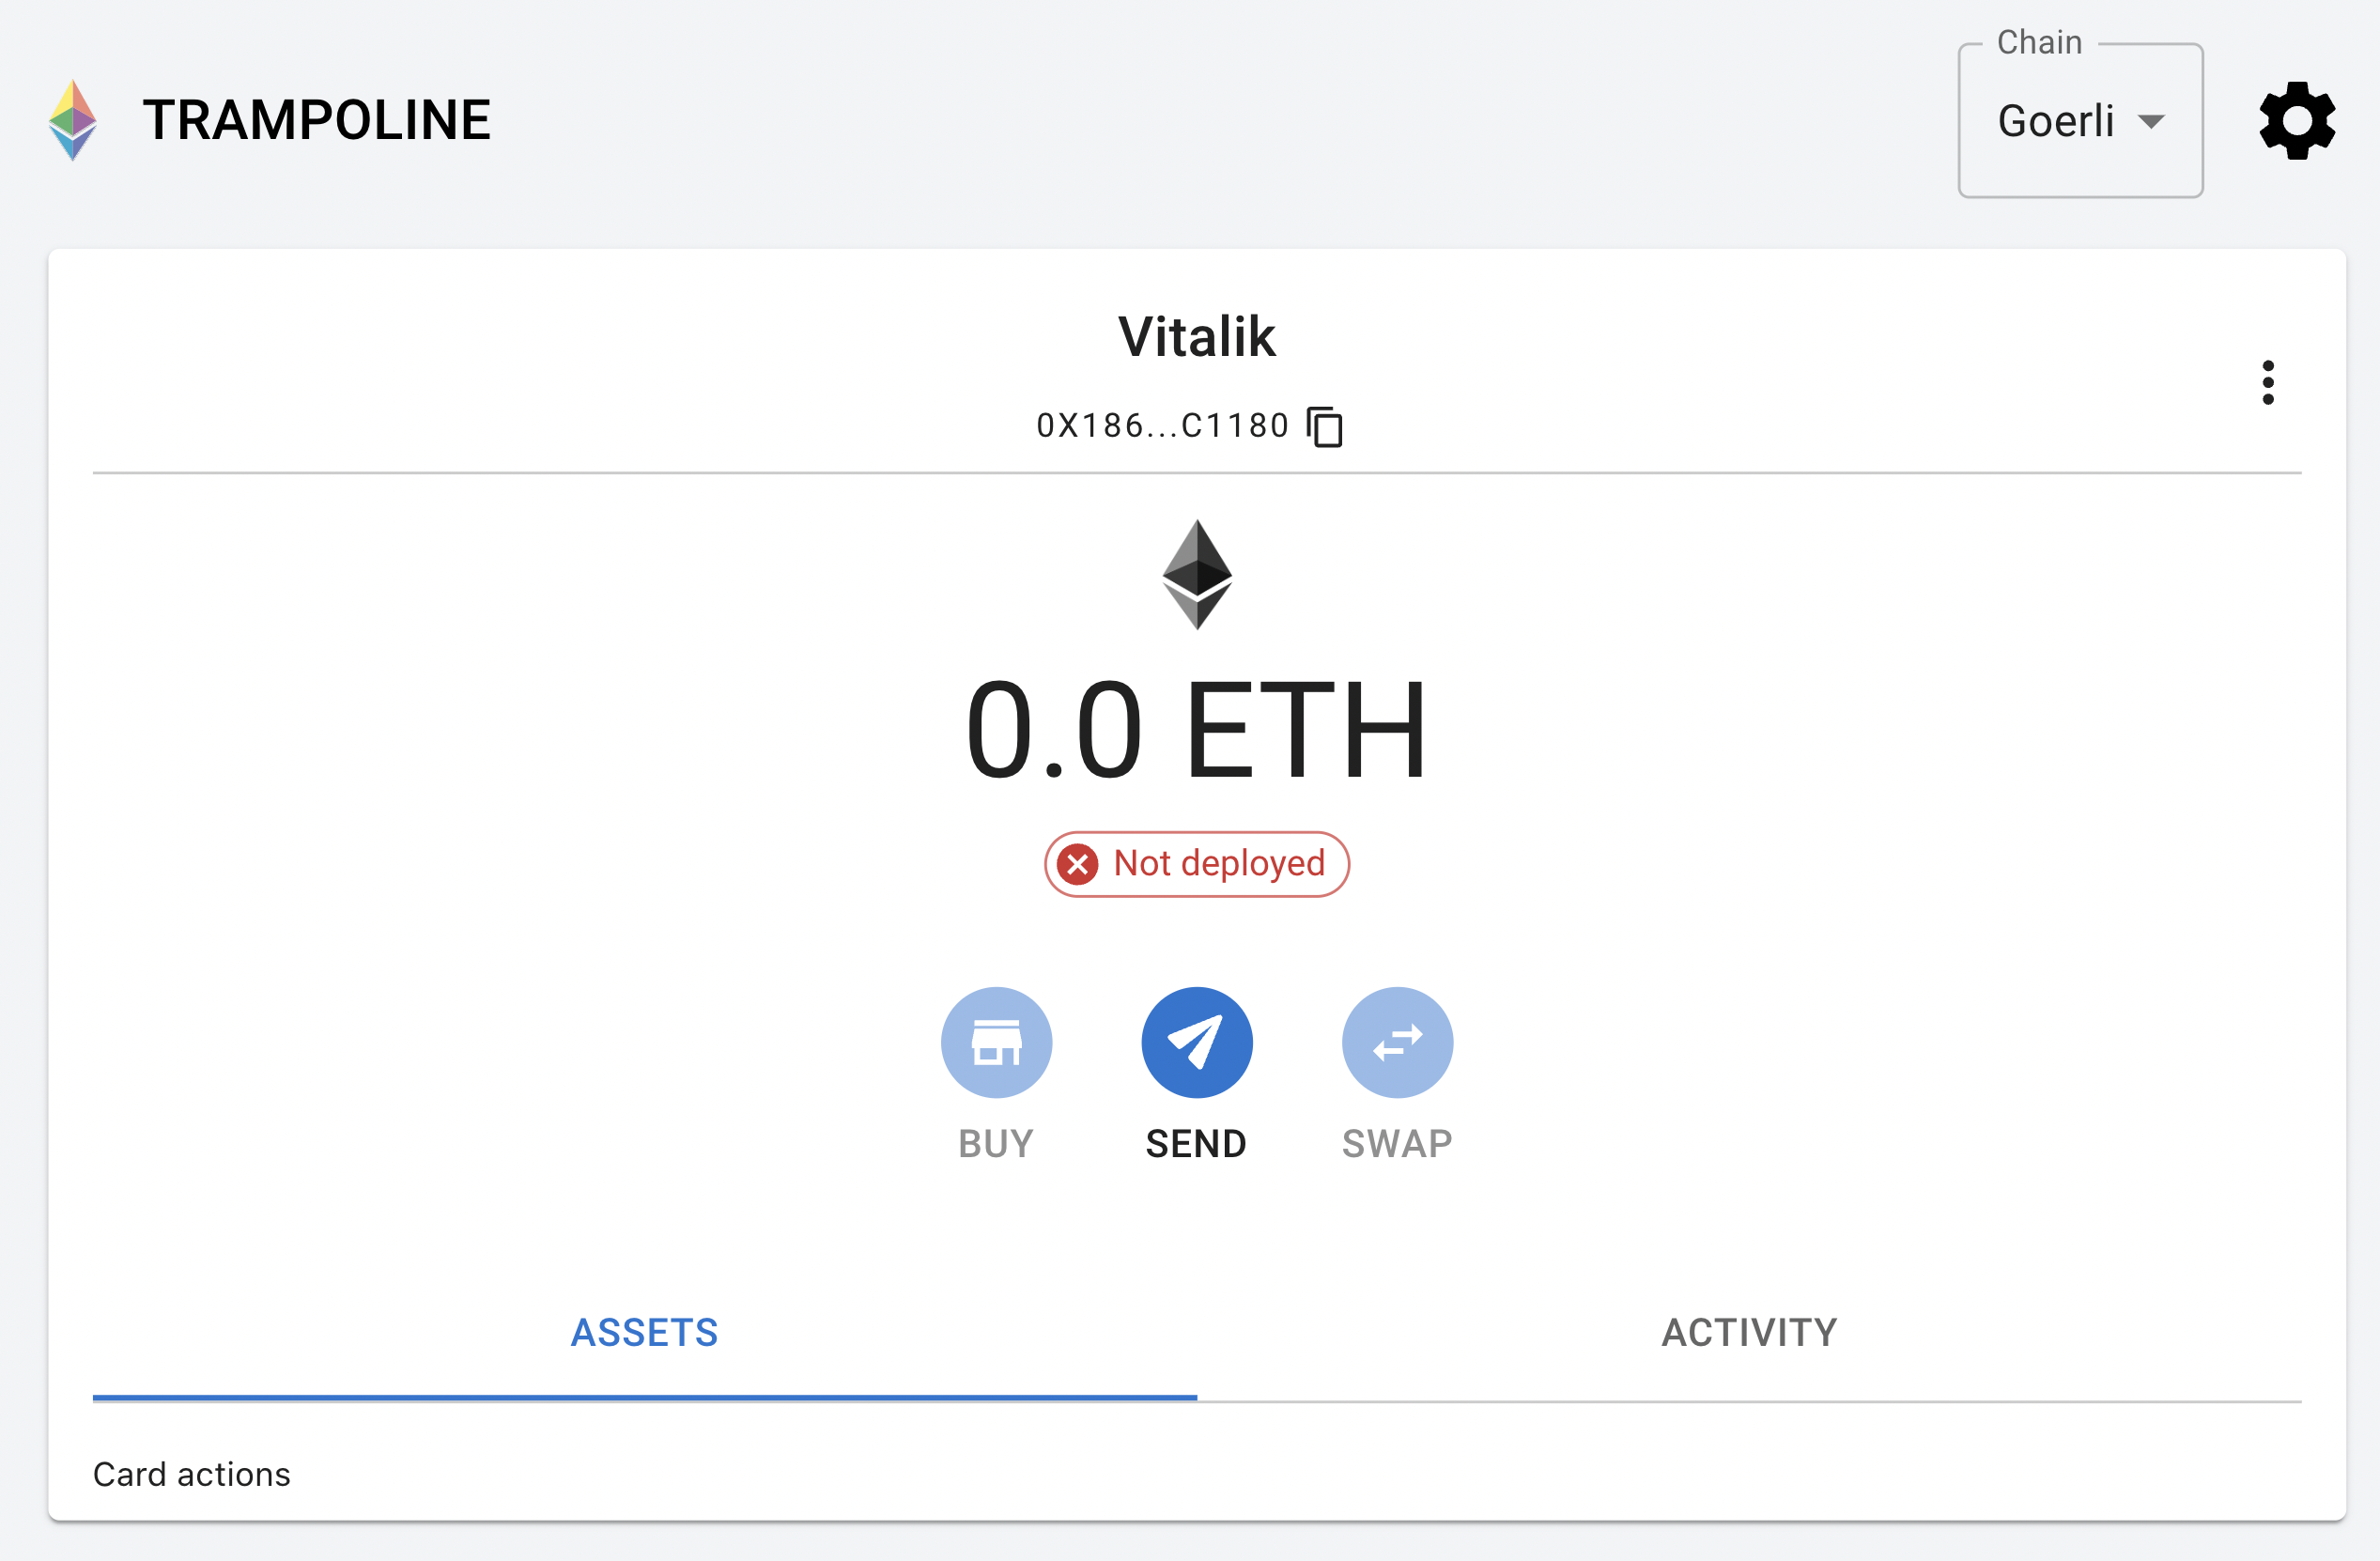 TRAMPOLINE
Chain
Goerli
Vitalik
0X186...C1180
0.0 ETH
Not deployed
BUY
SEND
SWAP
ASSETS
ACTIVITY
Card actions